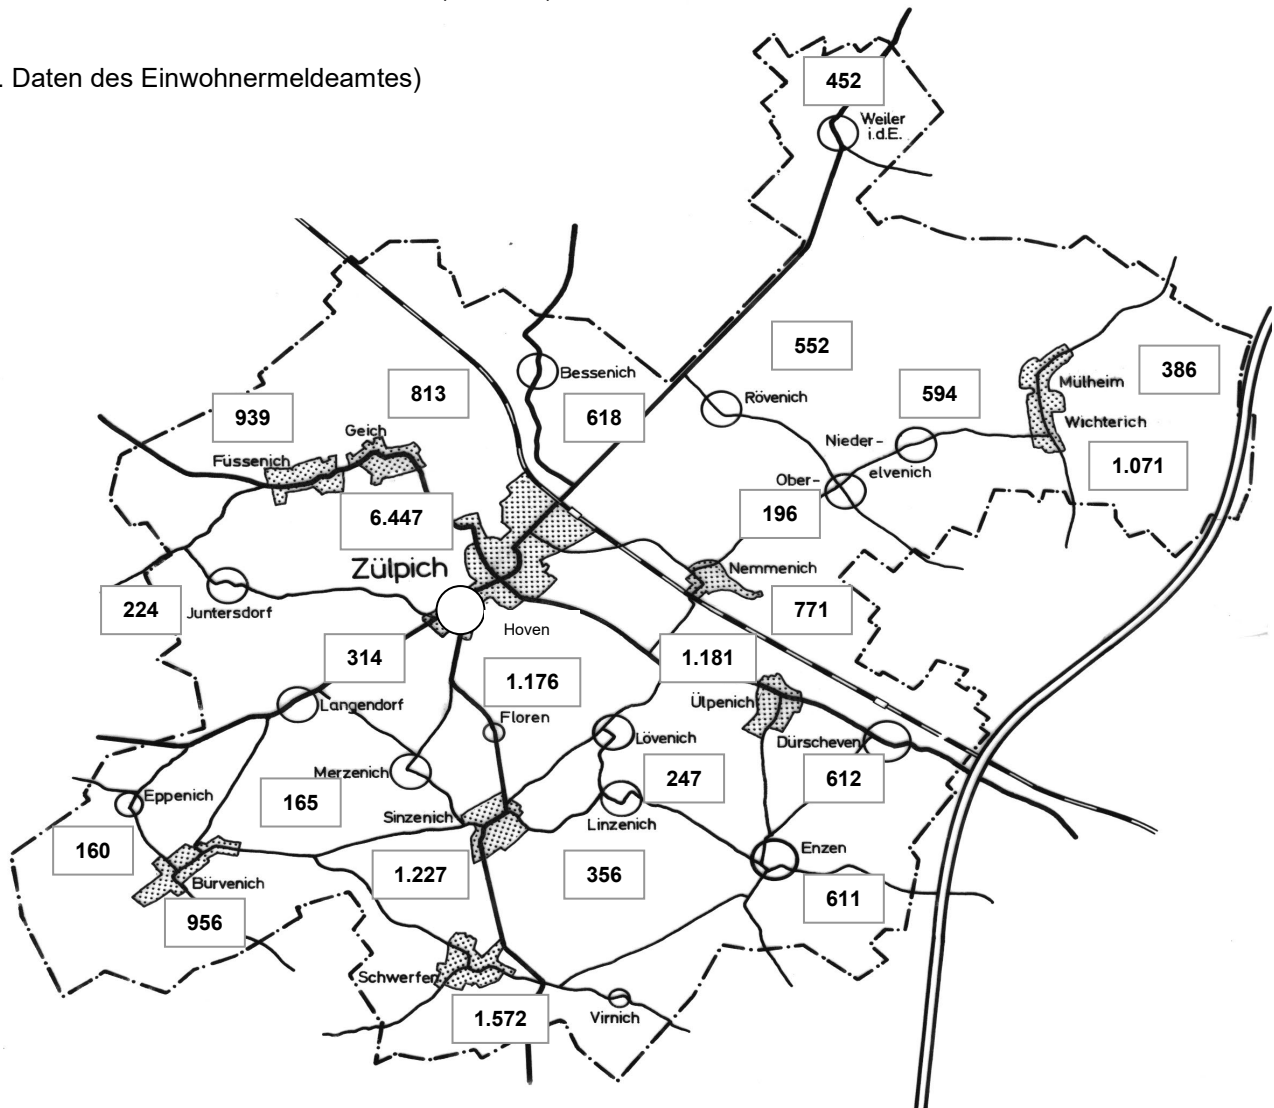 . Daten des Einwohnermeldeamtes)
452
Weiler
i.d.E.
552
Bessenich
386
Mülheim
813
594
Rövenich
939
618
Wichterich
Geich
Nieder-
Füssenich
elvenich
1.071
Ober-
6.447
196
Zülpich
Nemmenich
224
Juntersdorf
771
Hoven
314
1.181
1.176
Langendorf
Ülpenich
Floren
Lövenich
Dürscheven
Merzenich
247
612
Eppenich
165
Sinzenich
Linzenich
160
Enzen
1.227
356
Bürvenich
611
956
Schwerfen
1.572
Virnich